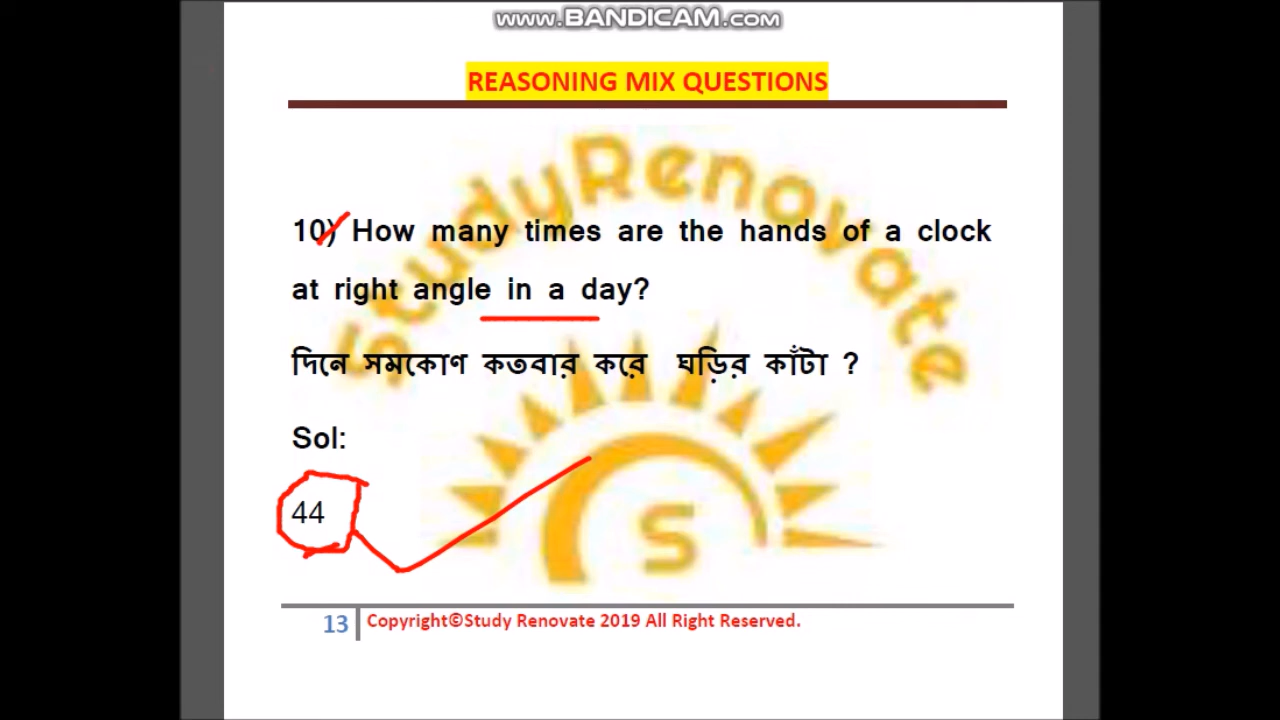 www.BANDICAM.com
REASONING MIX QUESTIONS
StudyRenovate
10) How many times are the hands of a clock
at right angle in a day?
দিনে সমকোণ কতবার করে ঘড়ির কাঁটা ?
Sol:
44
S
13 Copyright©Study Renovate 2019 All Right Reserved.